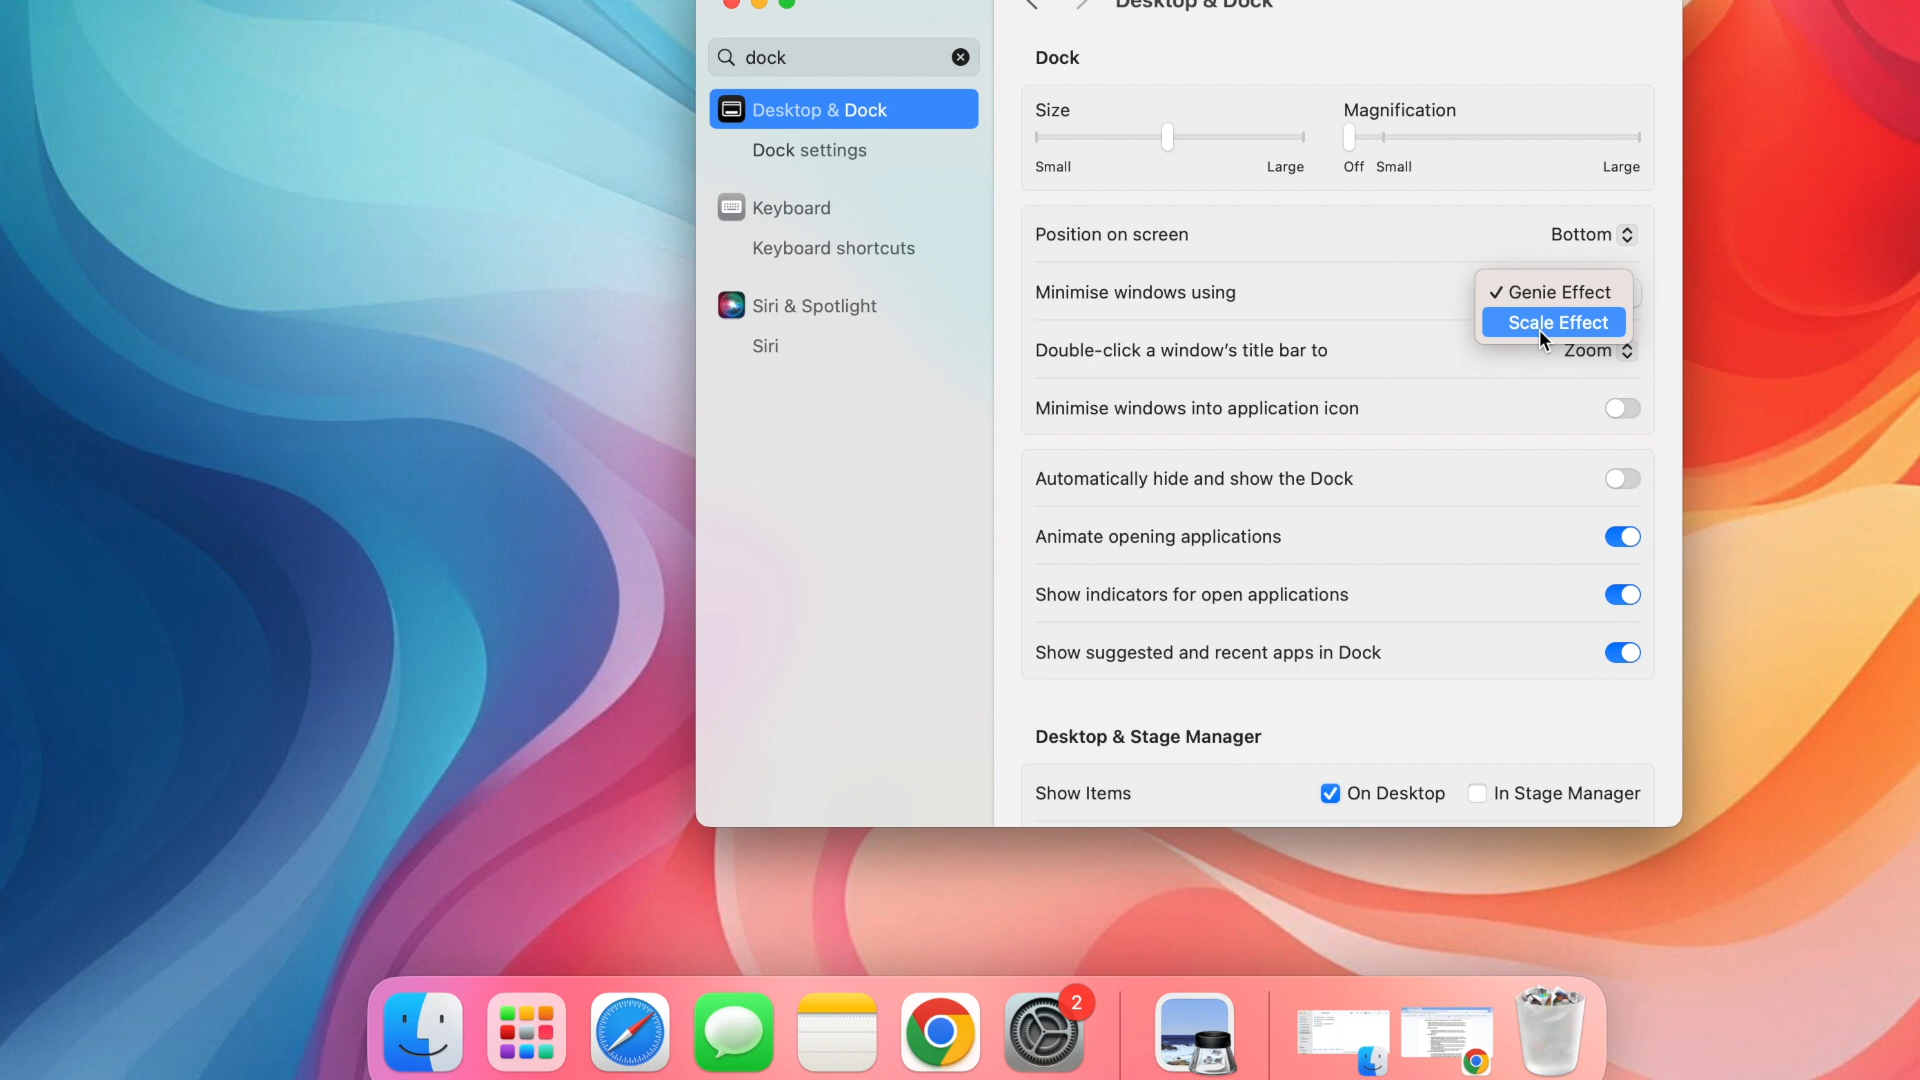 dock
Desktop & Dock
Dock settings
Keyboard
Keyboard shortcuts
Siri & Spotlight
Siri
Desktop & Dock
Dock
Size
Small Large
Magnification
Off Small Large
Position on screen Bottom
Minimise windows using
✓ Genie Effect
Scale Effect
Double-click a window’s title bar to Zoom
Minimise windows into application icon
Automatically hide and show the Dock
Animate opening applications
Show indicators for open applications
Show suggested and recent apps in Dock
Desktop & Stage Manager
Show Items On Desktop In Stage Manager
2